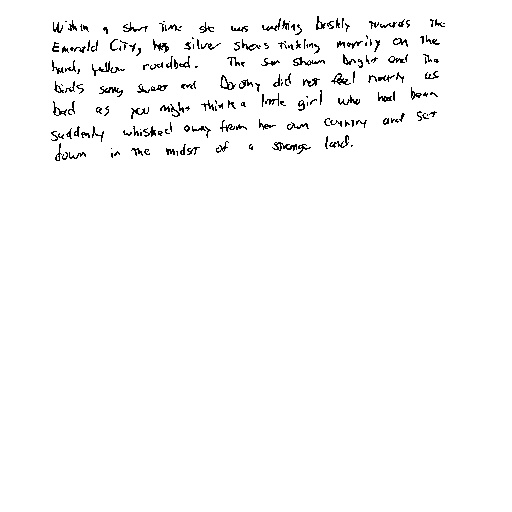 Within a short time she was walking briskly towards the
Emerald City, her silver shoes tinkling merrily on the
hard, yellow roadbed. The sun shown bright and the
birds sang sweet and Dorothy did not feel nearly as
bad as you might think a little girl who had been
suddenly whisked away from her own country and set
down in the midst of a strange land.